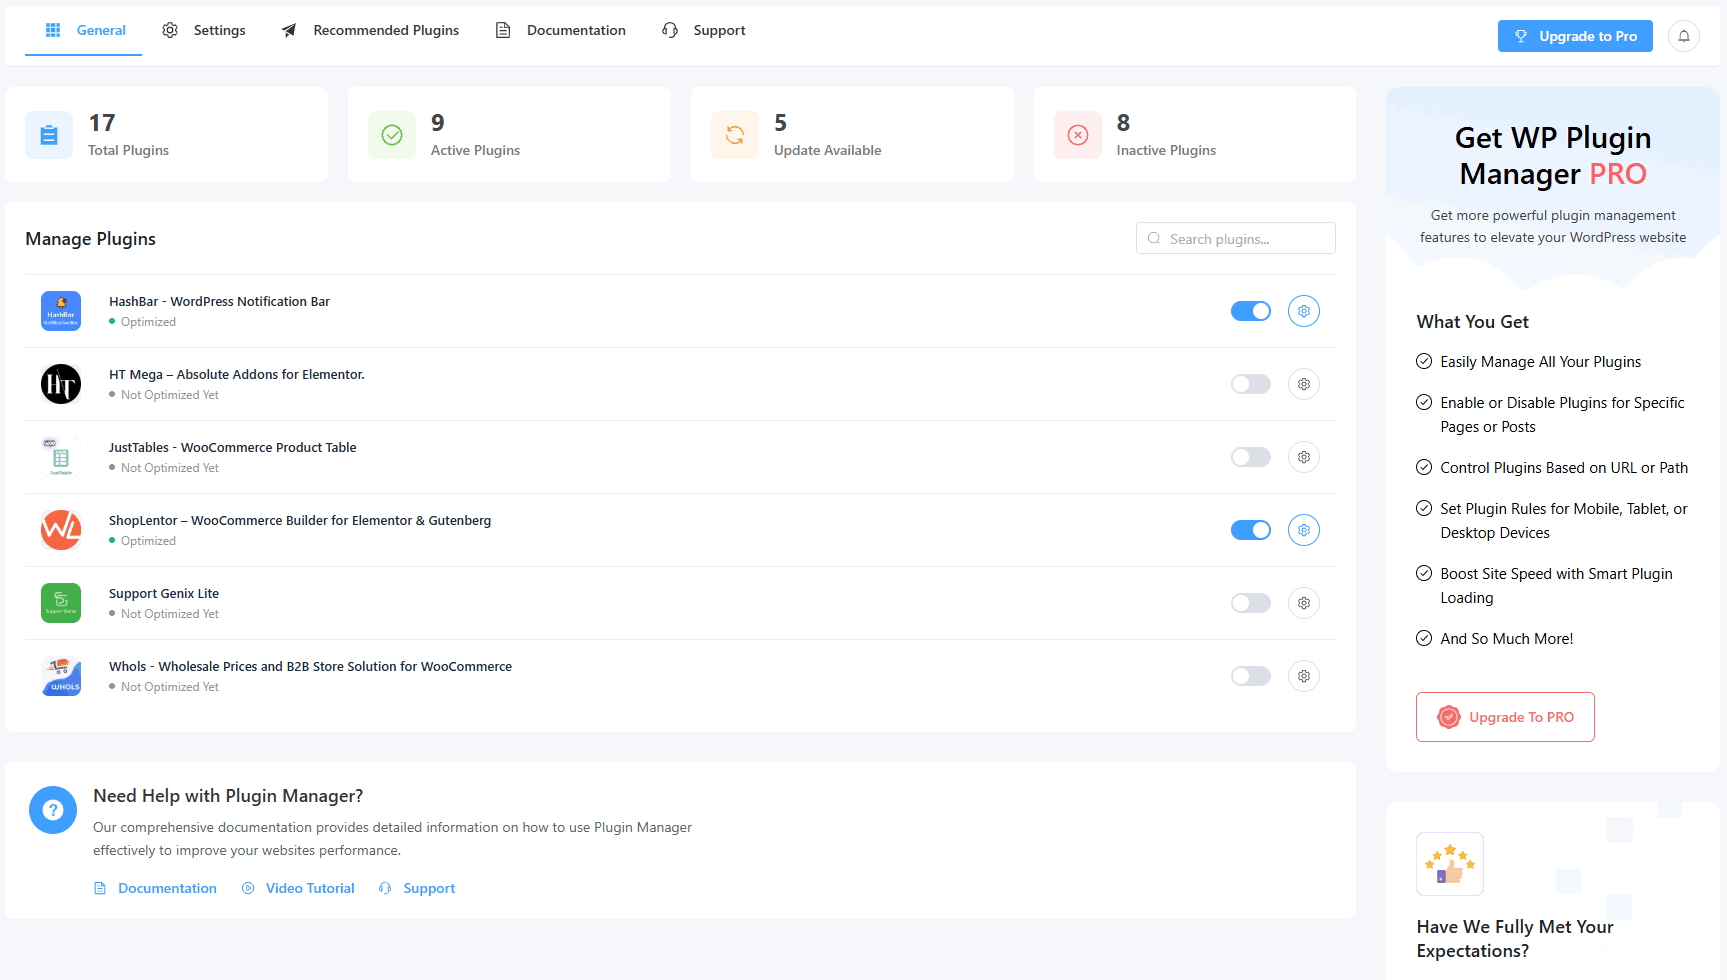 General
Settings
Recommended Plugins
Documentation
Support
Upgrade to Pro
17
Total Plugins
9
Active Plugins
5
Update Available
8
Inactive Plugins
Manage Plugins
Search plugins...
HashBar
HashBar - WordPress Notification Bar
Optimized
HT
HT Mega – Absolute Addons for Elementor.
Not Optimized Yet
JustTables - WooCommerce Product Table
Not Optimized Yet
WL
ShopLentor – WooCommerce Builder for Elementor & Gutenberg
Optimized
Support Genix Lite
Not Optimized Yet
WHOLS
Whols - Wholesale Prices and B2B Store Solution for WooCommerce
Not Optimized Yet
Need Help with Plugin Manager?
Our comprehensive documentation provides detailed information on how to use Plugin Manager
effectively to improve your websites performance.
Documentation
Video Tutorial
Support
Get WP Plugin
Manager PRO
Get more powerful plugin management
features to elevate your WordPress website
What You Get
Easily Manage All Your Plugins
Enable or Disable Plugins for Specific
Pages or Posts
Control Plugins Based on URL or Path
Set Plugin Rules for Mobile, Tablet, or
Desktop Devices
Boost Site Speed with Smart Plugin
Loading
And So Much More!
Upgrade To PRO
Have We Fully Met Your
Expectations?